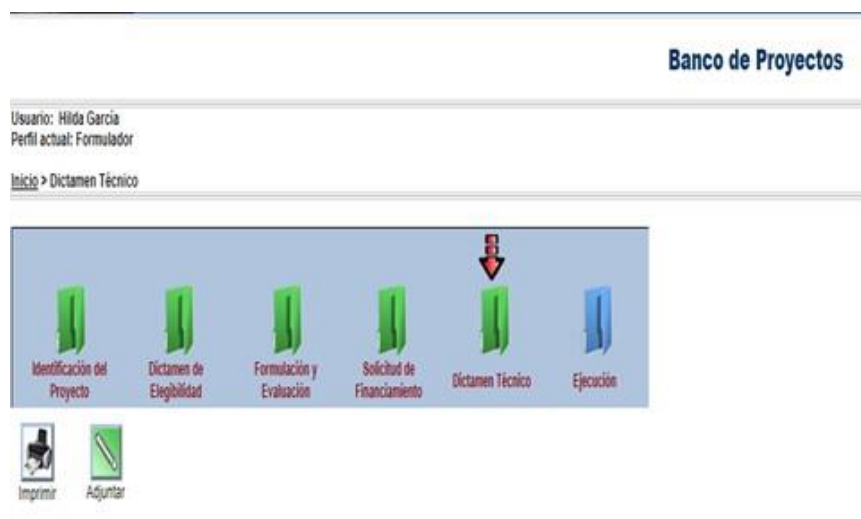 Banco de Proyectos
Usuario: Hilda García
Perfil actual: Formulador
Inicio > Dictamen Técnico
Identificación del
Proyecto
Dictamen de
Elegibilidad
Formulación y
Evaluación
Solicitud de
Financiamiento
Dictamen Técnico
Ejecución
Imprimir
Adjuntar